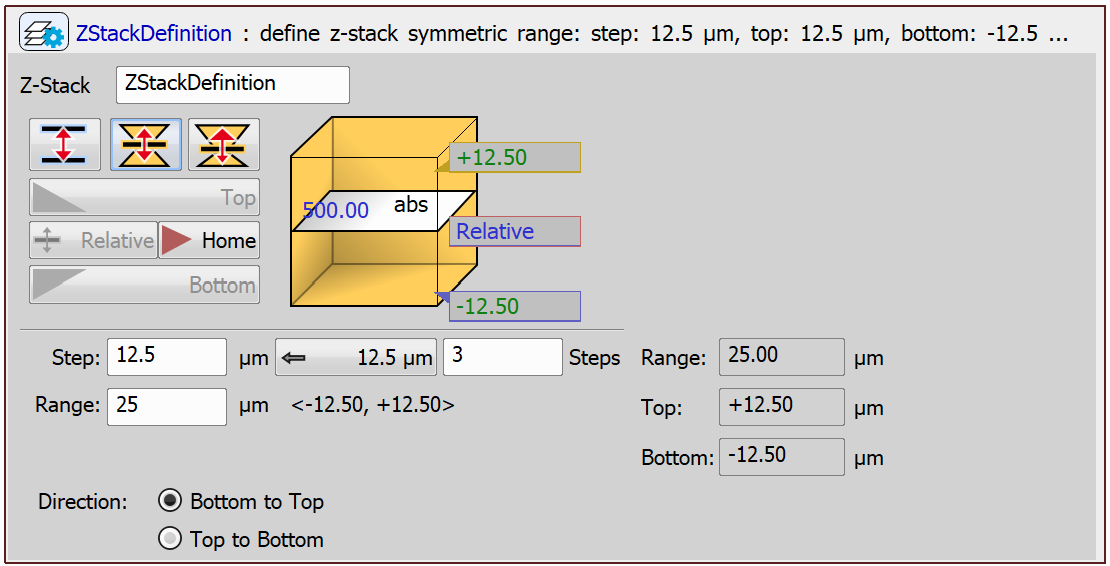 ZStackDefinition : define z-stack symmetric range: step: 12.5 µm, top: 12.5 µm, bottom: -12.5 ...
Z-Stack ZStackDefinition
+12.50
Top
500.00 abs
Relative Home
Relative
Bottom
-12.50
Step: 12.5 µm 12.5 µm 3 Steps Range: 25.00 µm
Range: 25 µm <-12.50, +12.50>
Top: +12.50 µm
Bottom: -12.50 µm
Direction: Bottom to Top
Top to Bottom